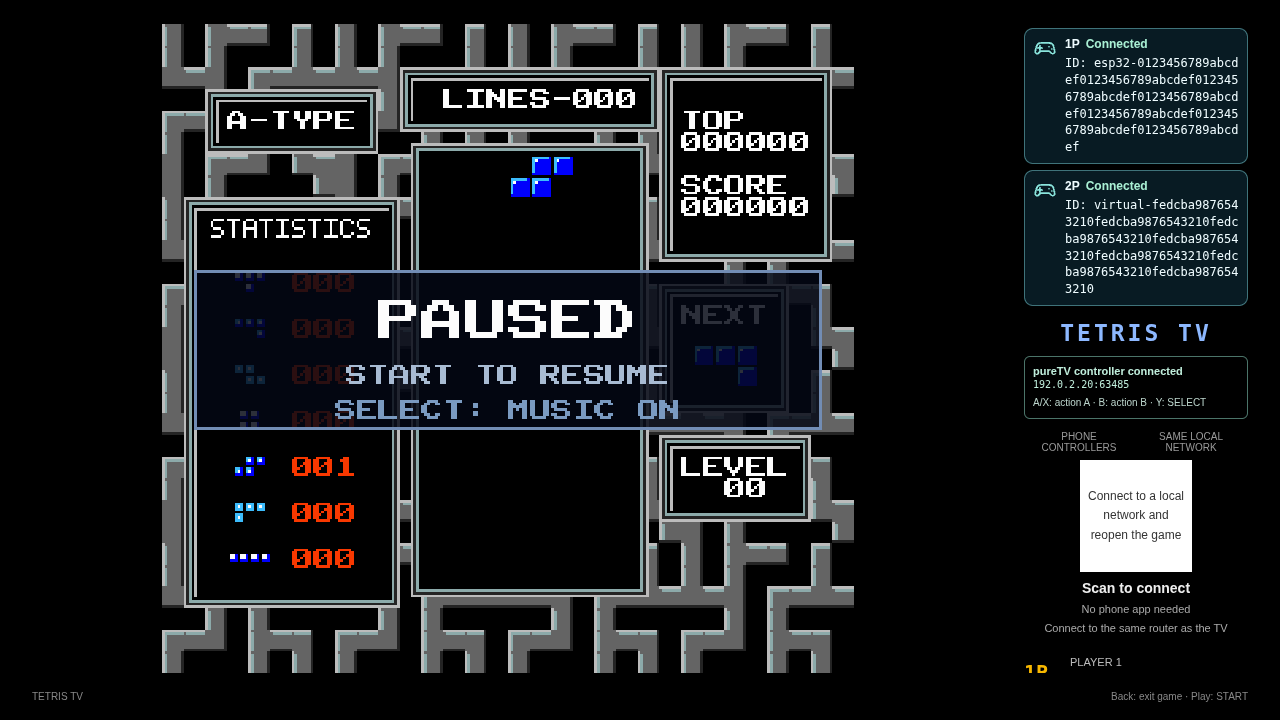 A-TYPE
LINES-000
TOP
000000
SCORE
000000
STATISTICS
000
000
000
000
001
000
000
PAUSED
START TO RESUME
SELECT: MUSIC ON
NEXT
LEVEL
00
1P Connected
ID: esp32-0123456789abcd
ef0123456789abcdef012345
6789abcdef0123456789abcd
ef0123456789abcdef012345
6789abcdef0123456789abcd
ef
2P Connected
ID: virtual-fedcba987654
3210fedcba9876543210fedc
ba9876543210fedcba987654
3210fedcba9876543210fedc
ba9876543210fedcba987654
3210
TETRIS TV
pureTV controller connected
192.0.2.20:63485
A/X: action A · B: action B · Y: SELECT
PHONE CONTROLLERS
SAME LOCAL NETWORK
Connect to a local
network and
reopen the game
Scan to connect
No phone app needed
Connect to the same router as the TV
1P
PLAYER 1
TETRIS TV
Back: exit game · Play: START